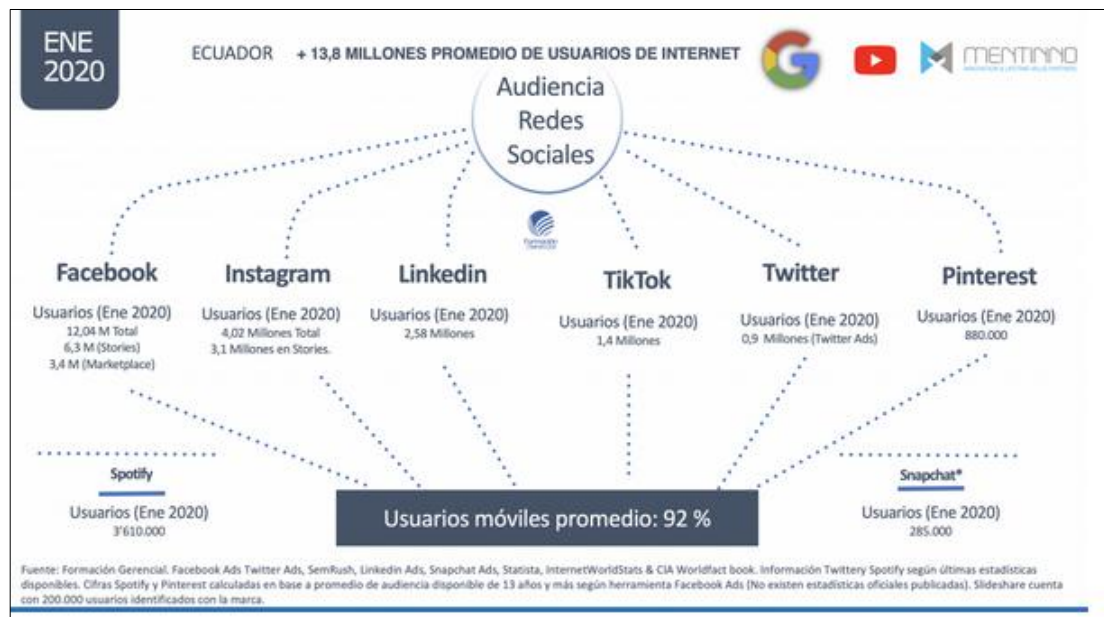 ENE
2020
ECUADOR + 13,8 MILLONES PROMEDIO DE USUARIOS DE INTERNET
G
MENTINNO
Audiencia
Redes
Sociales
Formación
Facebook
Usuarios (Ene 2020)
12,04 M Total
6,3 M (Stories)
3,4 M (Marketplace)
Instagram
Usuarios (Ene 2020)
4,02 Millones Total
3,1 Millones en Stories.
Linkedin
Usuarios (Ene 2020)
2,58 Millones
TikTok
Usuarios (Ene 2020)
1,4 Millones
Twitter
Usuarios (Ene 2020)
0,9 Millones (Twitter Ads)
Pinterest
Usuarios (Ene 2020)
880.000
Spotify
Usuarios (Ene 2020)
3'610.000
Usuarios móviles promedio: 92 %
Snapchat*
Usuarios (Ene 2020)
285.000
Fuente: Formación Gerencial. Facebook Ads Twitter Ads, SemRush, Linkedin Ads, Snapchat Ads, Statista, InternetWorldStats & CIA Worldfact book. Información Twittery Spotify según últimas estadísticas
disponibles. Cifras Spotify y Pinterest calculadas en base a promedio de audiencia disponible de 13 años y más según herramienta Facebook Ads (No existen estadísticas oficiales publicadas). Slideshare cuenta
con 200.000 usuarios identificados con la marca.